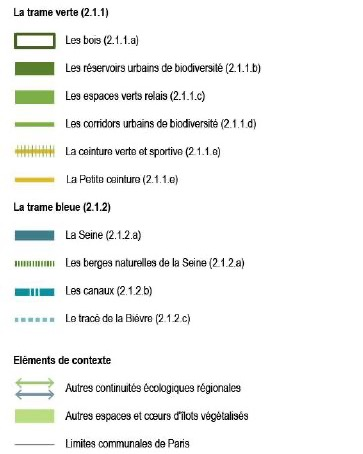 La trame verte (2.1.1)
Les bois (2.1.1.a)
Les réservoirs urbains de biodiversité (2.1.1.b)
Les espaces verts relais (2.1.1.c)
Les corridors urbains de biodiversité (2.1.1.d)
La ceinture verte et sportive (2.1.1.e)
La Petite ceinture (2.1.1.e)
La trame bleue (2.1.2)
La Seine (2.1.2.a)
Les berges naturelles de la Seine (2.1.2.a)
Les canaux (2.1.2.b)
Le tracé de la Bièvre (2.1.2.c)
Eléments de contexte
Autres continuités écologiques régionales
Autres espaces et cœurs d'îlots végétalisés
Limites communales de Paris